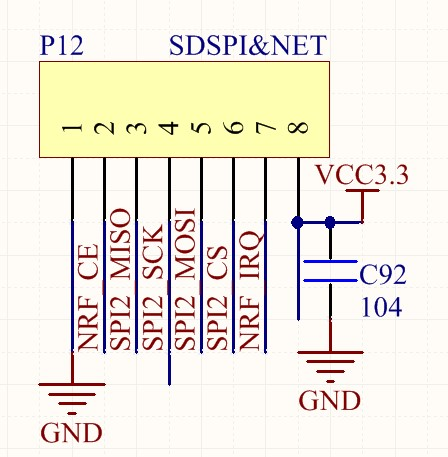 P12 SDSPI&NET
1 2 3 4 5 6 7 8
VCC3.3
NRF CE
SPI2 MISO
SPI2 SCK
SPI2 MOSI
SPI2 CS
NRF IRQ
C92
104
GND
GND